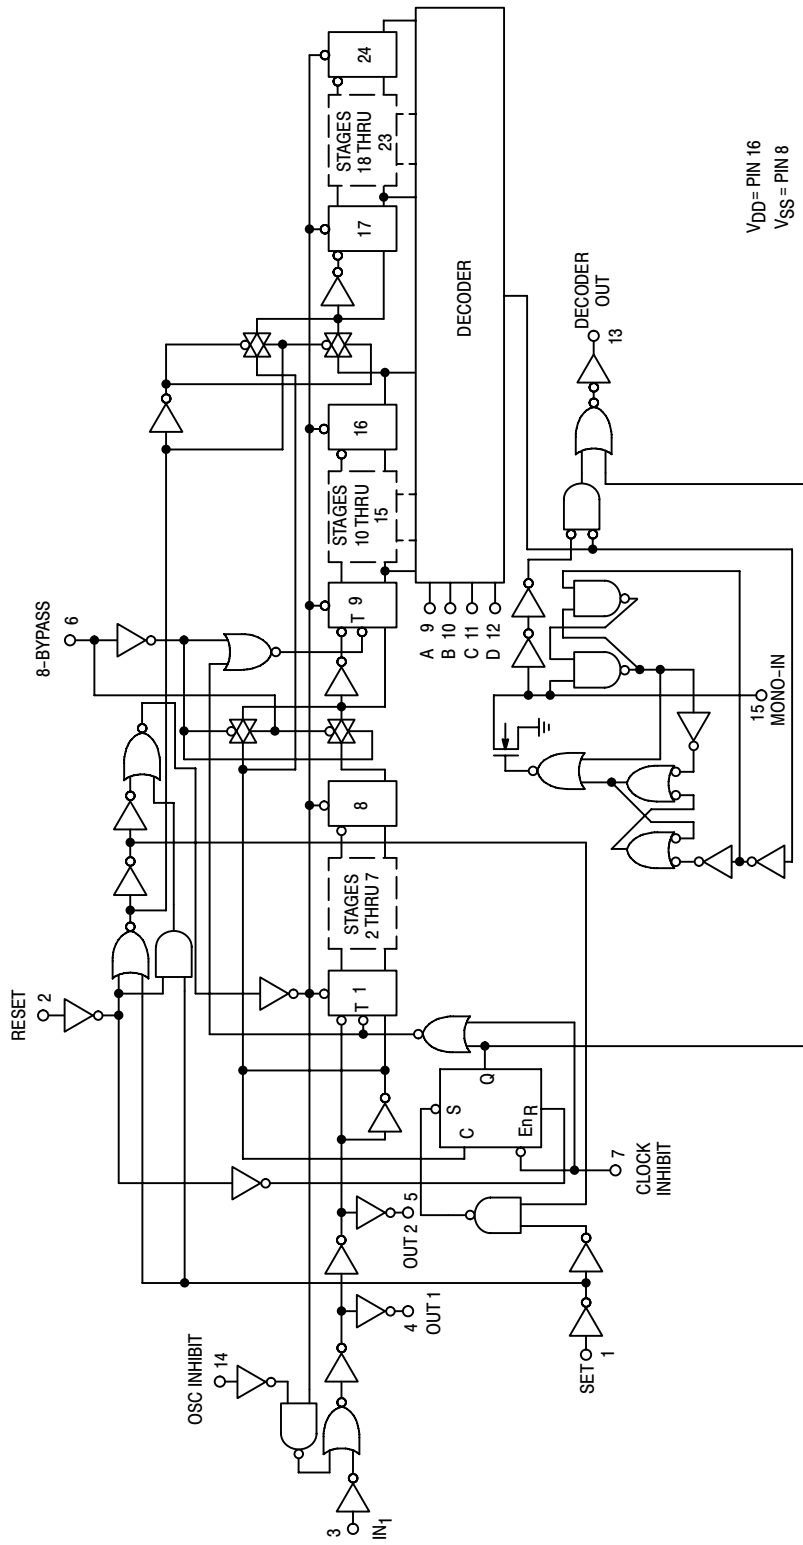 RESET
2
8-BYPASS
6
OSC INHIBIT
14
3
IN1
4
OUT 1
OUT 2
5
SET
1
7
CLOCK
INHIBIT
C
S
En
R
Q
T
1
STAGES
2 THRU 7
8
T
9
STAGES
10 THRU
15
16
17
STAGES
18 THRU
23
24
DECODER
A 9
B 10
C 11
D 12
15
MONO-IN
DECODER
OUT
13
VDD = PIN 16
VSS = PIN 8